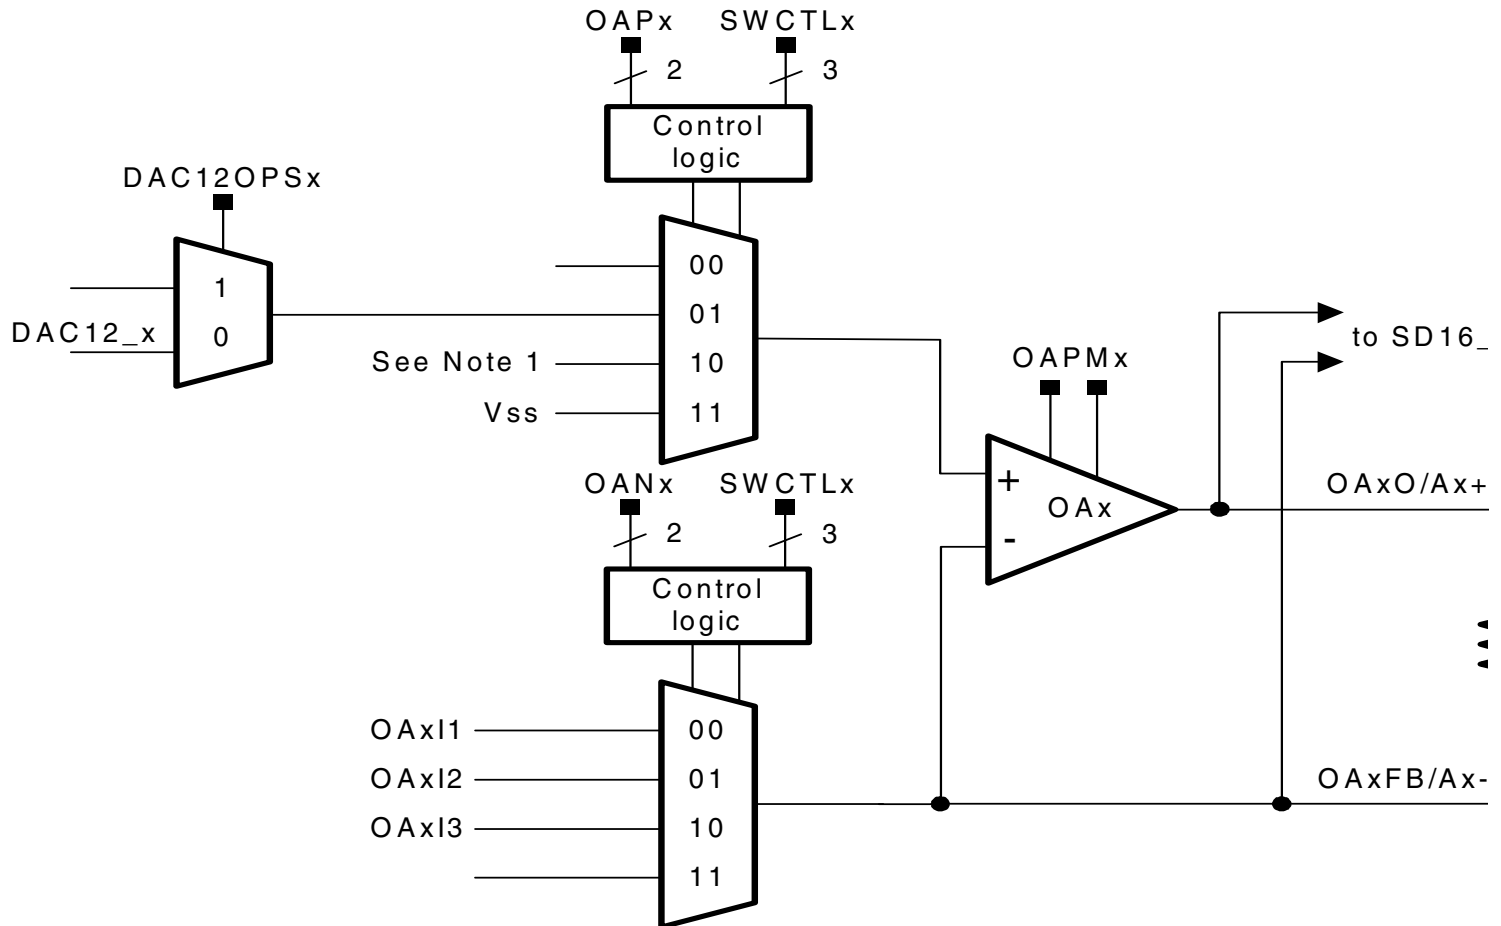 OAPx SWCTLx
2 3
Control
logic
DAC12OPSx
1
DAC12_x 0
00
01
See Note 1 10
Vss 11
to SD16_
OAPMx
+
OAx
-
OAxO/Ax+
OANx SWCTLx
2 3
Control
logic
OAxI1 00
OAxI2 01
OAxI3 10
11
OAxFB/Ax-